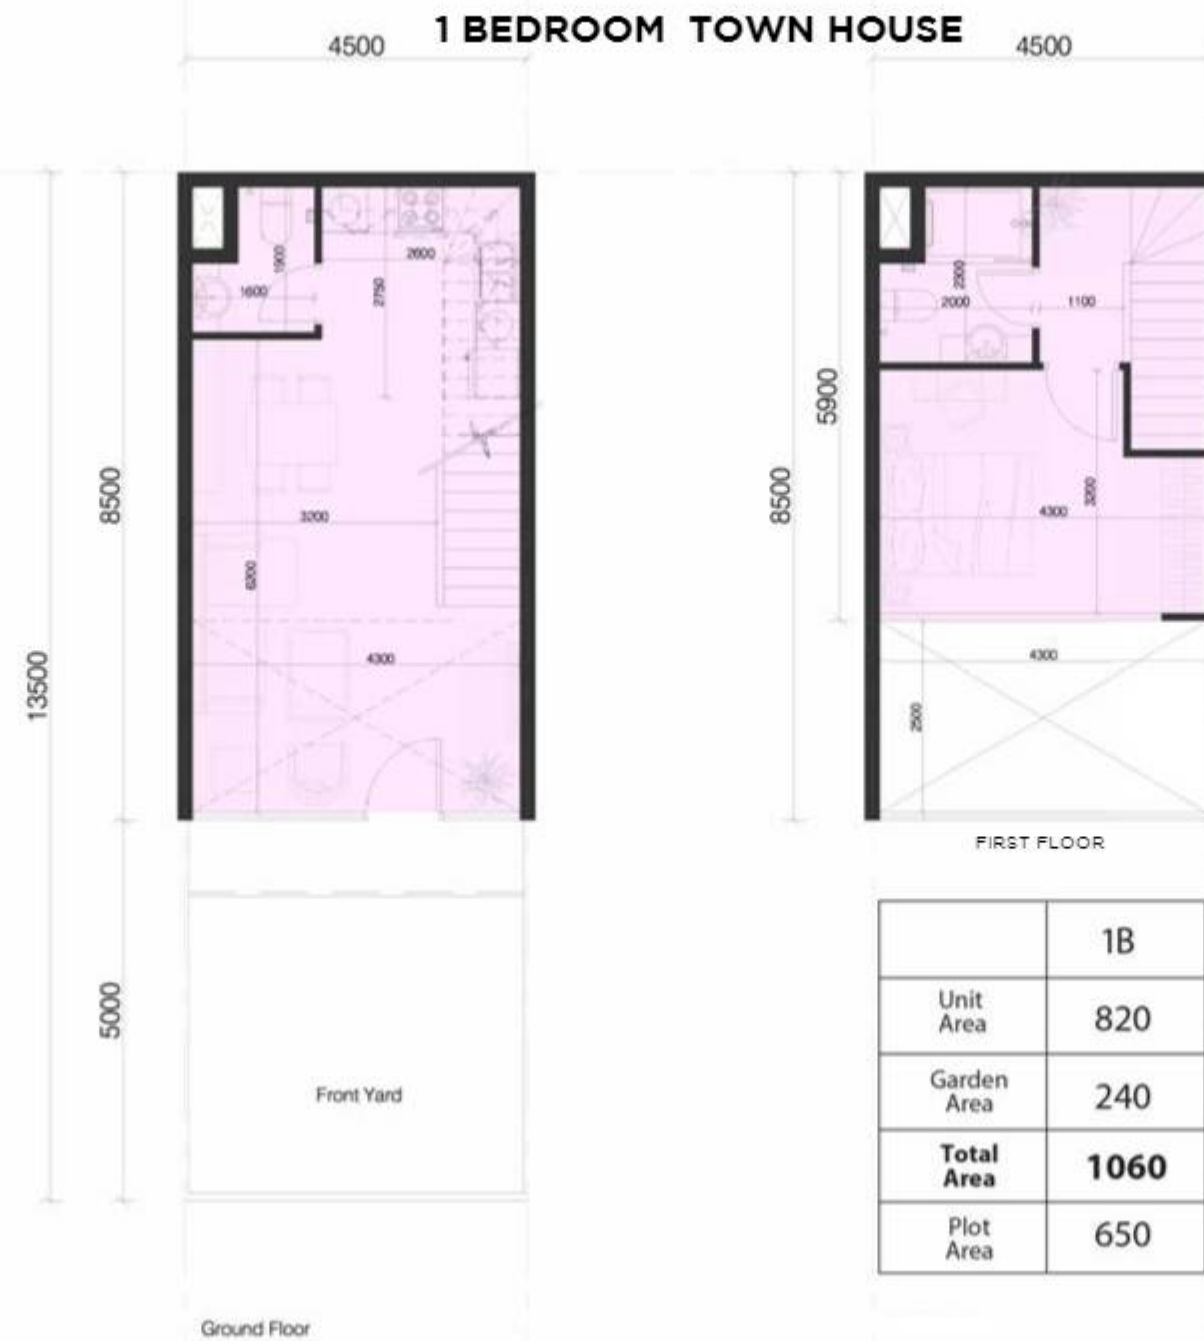 1 BEDROOM TOWN HOUSE
4500
4500
1900
2600
1600
2750
2300
2000
1100
5900
8500
8500
3200
3200
4300
6200
4300
4300
13500
2500
FIRST FLOOR
5000
Front Yard
1B
Unit
Area
820
Garden
Area
240
Total
Area
1060
Plot
Area
650
Ground Floor